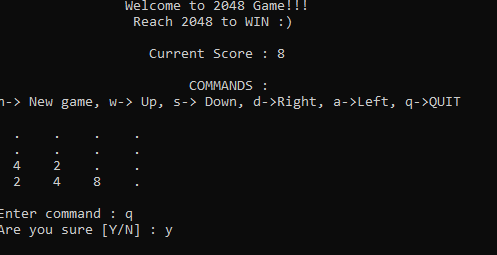 Welcome to 2048 Game!!!
Reach 2048 to WIN :)
Current Score : 8
COMMANDS :
n-> New game, w-> Up, s-> Down, d->Right, a->Left, q->QUIT
. . . .
. . . .
4 2 . .
2 4 8 .
Enter command : q
Are you sure [Y/N] : y